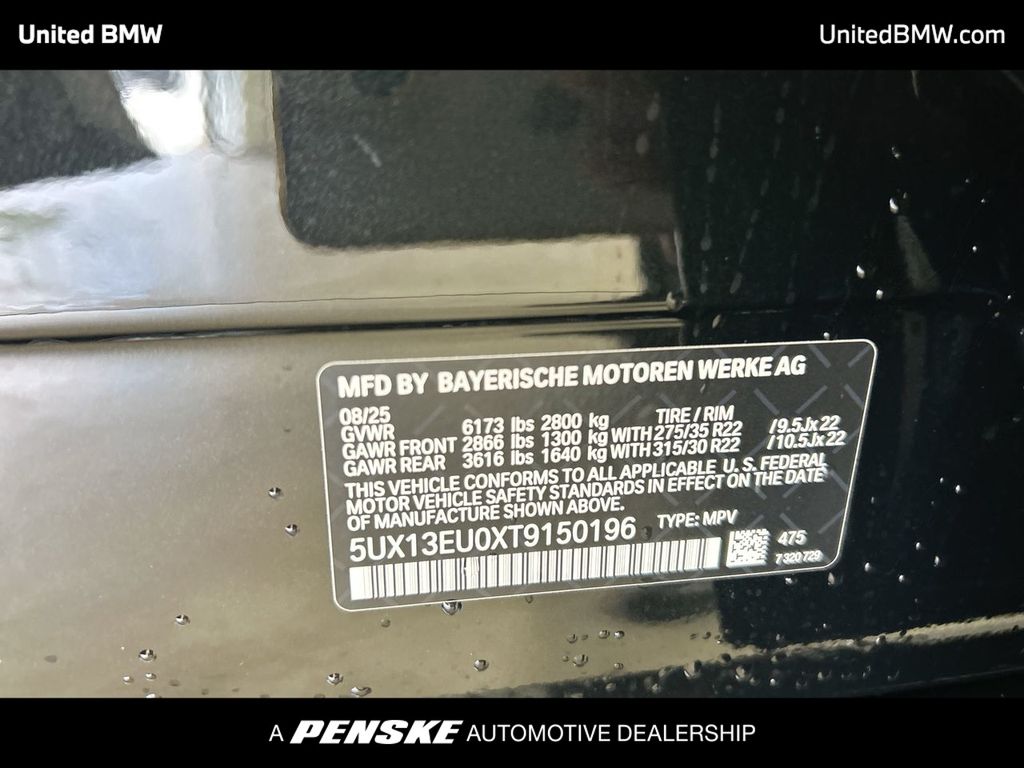 United BMW
UnitedBMW.com
MFD BY BAYERISCHE MOTOREN WERKE AG
08/25
TIRE / RIM
GVWR 6173 lbs 2800 kg
GAWR FRONT 2866 lbs 1300 kg WITH 275/35 R22 /9.5Jx22
GAWR REAR 3616 lbs 1640 kg WITH 315/30 R22 /10.5Jx22
THIS VEHICLE CONFORMS TO ALL APPLICABLE U. S. FEDERAL
MOTOR VEHICLE SAFETY STANDARDS IN EFFECT ON THE DATE
OF MANUFACTURE SHOWN ABOVE.
TYPE: MPV
5UX13EU0XT9150196
475
7 320 729
A PENSKE AUTOMOTIVE DEALERSHIP